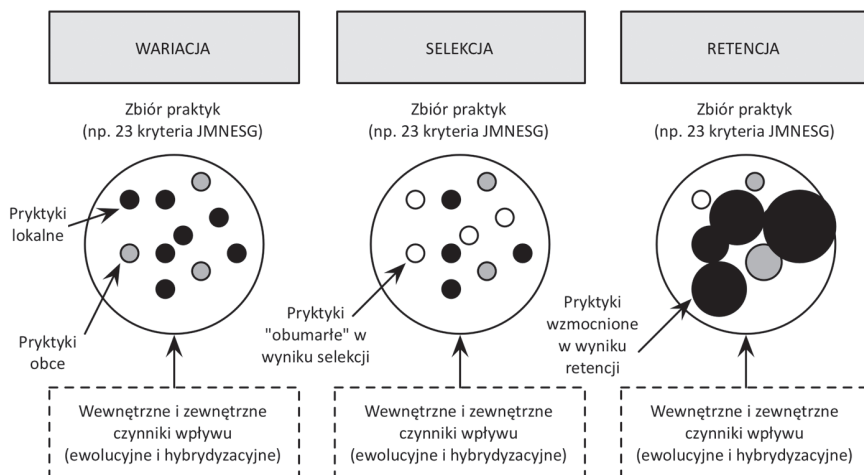 WARIACJA
Zbiór praktyk
(np. 23 kryteria JMNESG)
Pryktyki
lokalne
Pryktyki
obce
Wewnętrzne i zewnętrzne
czynniki wpływu
(ewolucyjne i hybrydyzacyjne)
SELEKCJA
Zbiór praktyk
(np. 23 kryteria JMNESG)
Pryktyki
"obumarłe" w
wyniku selekcji
Wewnętrzne i zewnętrzne
czynniki wpływu
(ewolucyjne i hybrydyzacyjne)
RETENCJA
Zbiór praktyk
(np. 23 kryteria JMNESG)
Pryktyki
wzmocnione
w wyniku
retencji
Wewnętrzne i zewnętrzne
czynniki wpływu
(ewolucyjne i hybrydyzacyjne)